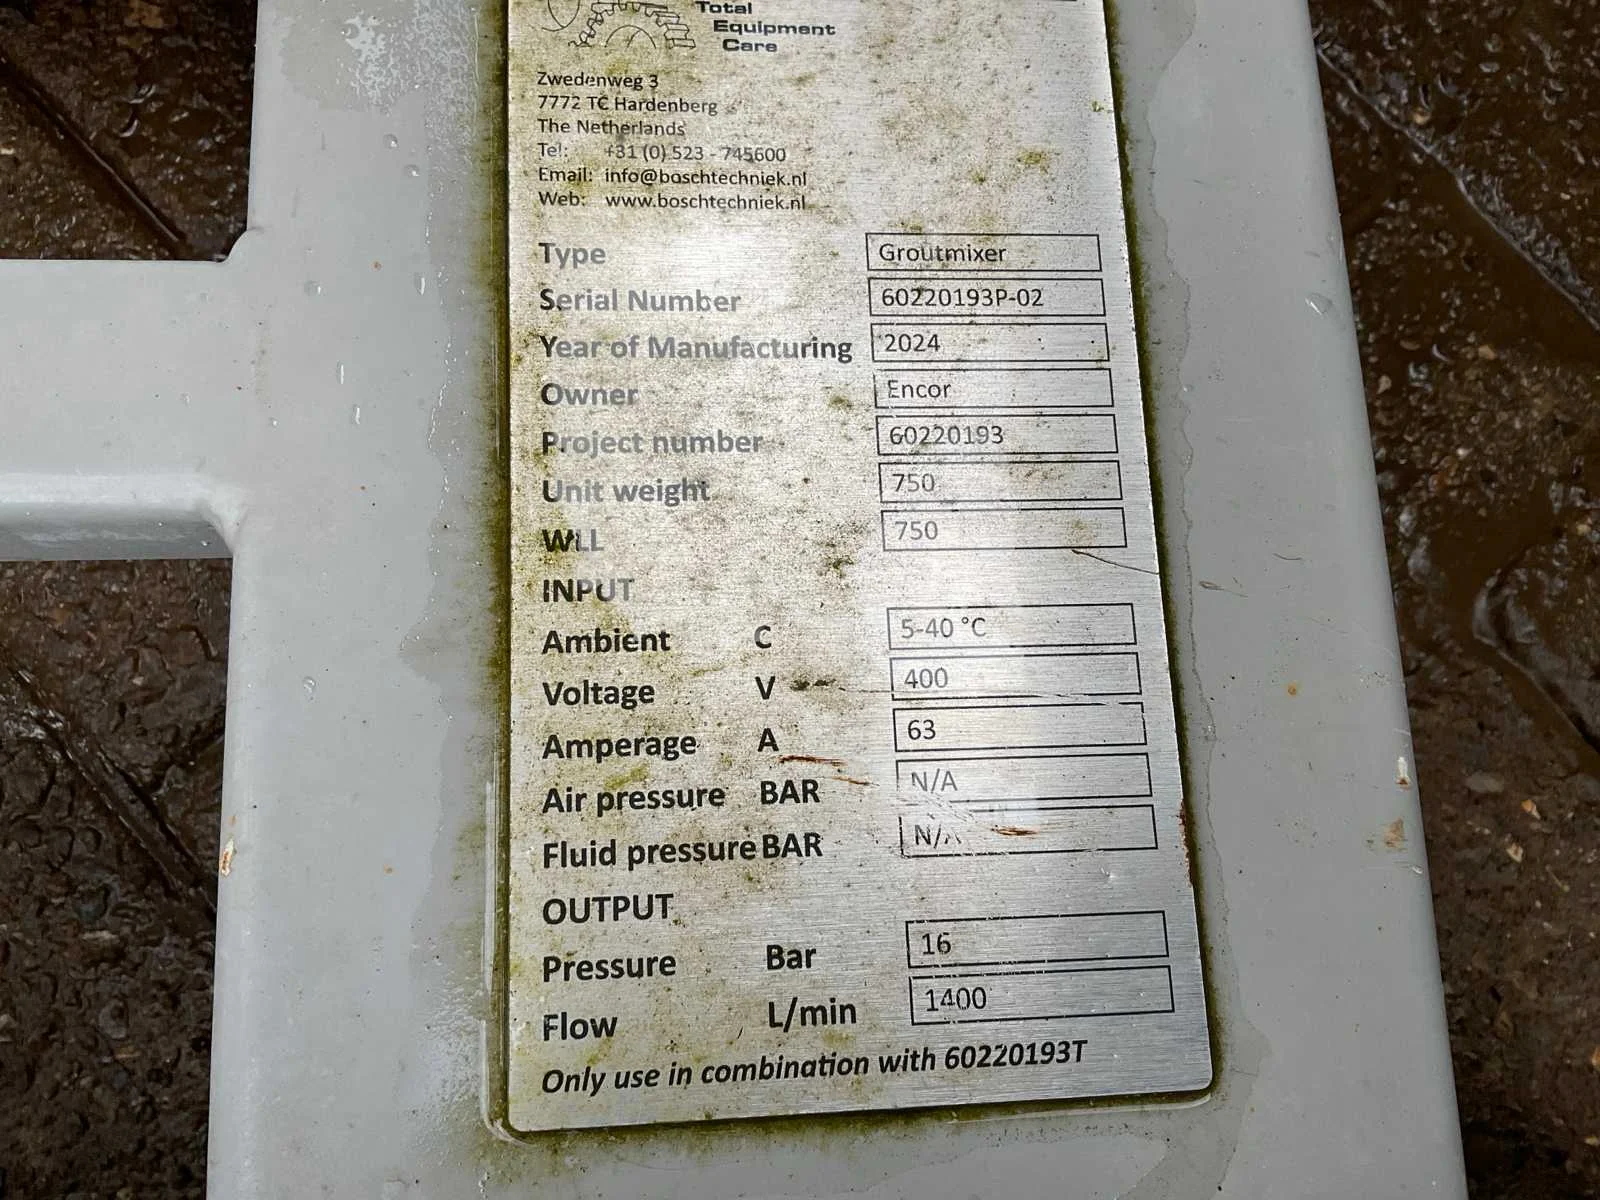 Total
Equipment
Care
Zwedenweg 3
7772 TC Hardenberg
The Netherlands
Tel: +31 (0) 523 - 745600
Email: info@boschtechniek.nl
Web: www.boschtechniek.nl
Type Groutmixer
Serial Number 60220193P-02
Year of Manufacturing 2024
Owner Encor
Project number 60220193
Unit weight 750
WLL 750
INPUT
Ambient C 5-40 °C
Voltage V 400
Amperage A 63
Air pressure BAR N/A
Fluid pressure BAR N/A
OUTPUT
Pressure Bar 16
Flow L/min 1400
Only use in combination with 60220193T